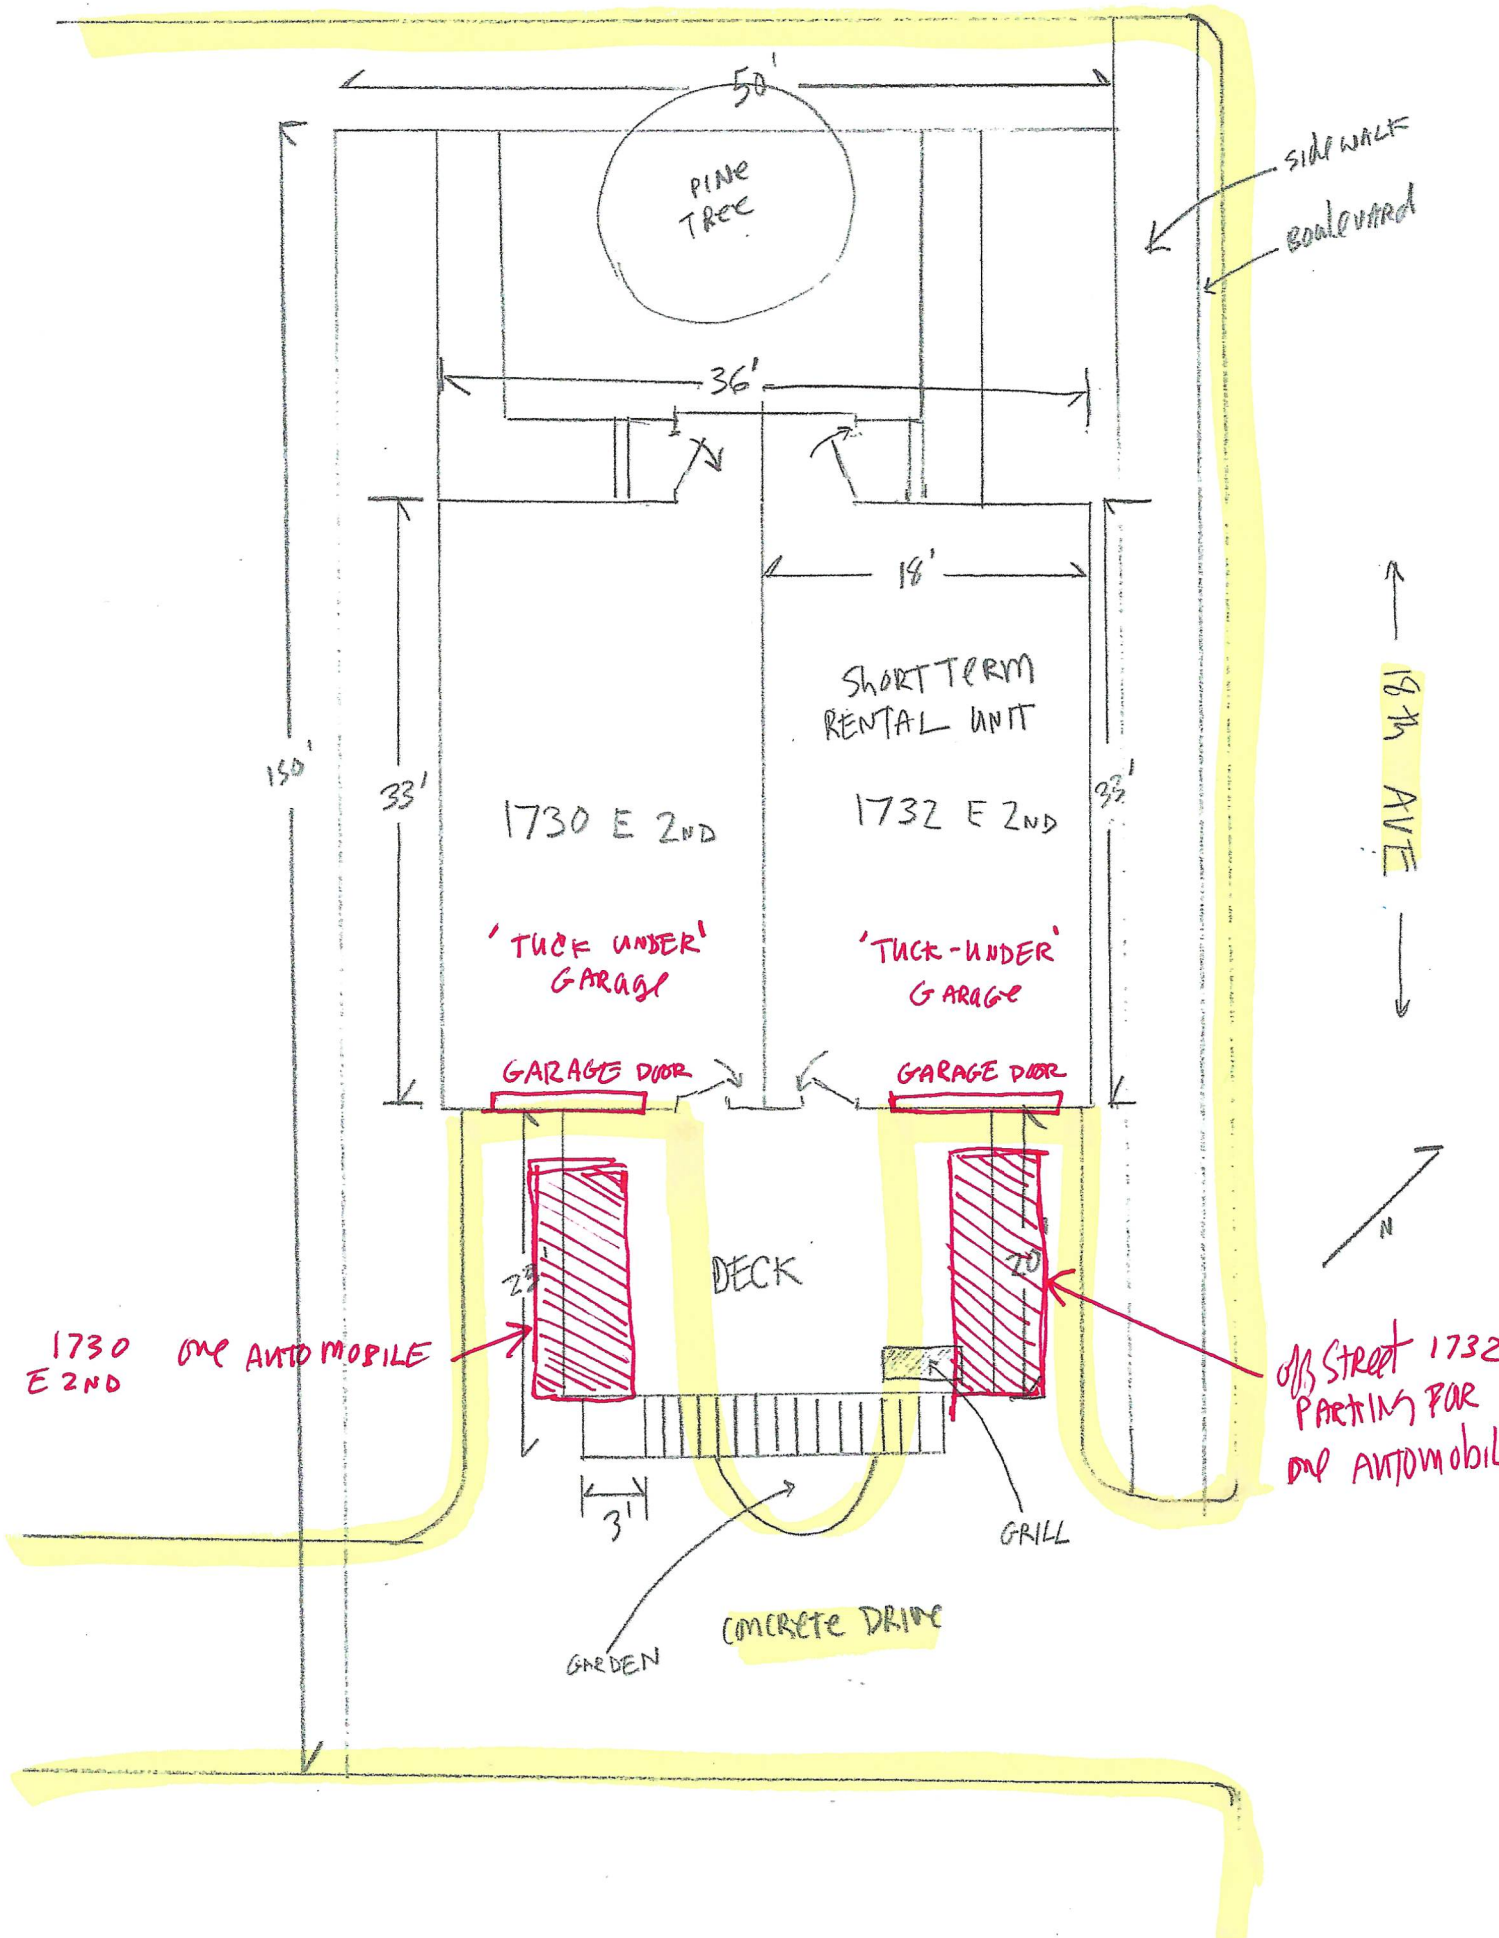 50'
PINE
TREE
SIDEWALK
BOULEVARD
36'
18'
SHORT TERM
RENTAL UNIT
150'
33'
33'
1730 E 2ND
1732 E 2ND
18th AVE
'TUCK UNDER'
GARAGE
'TUCK-UNDER'
GARAGE
GARAGE DOOR
GARAGE DOOR
N
DECK
20'
1730
E 2ND
ONE AUTOMOBILE
Off STREET 1732
PARKING FOR
ONE AUTOMOBIL
3'
GRILL
GARDEN
CONCRETE DRIVE